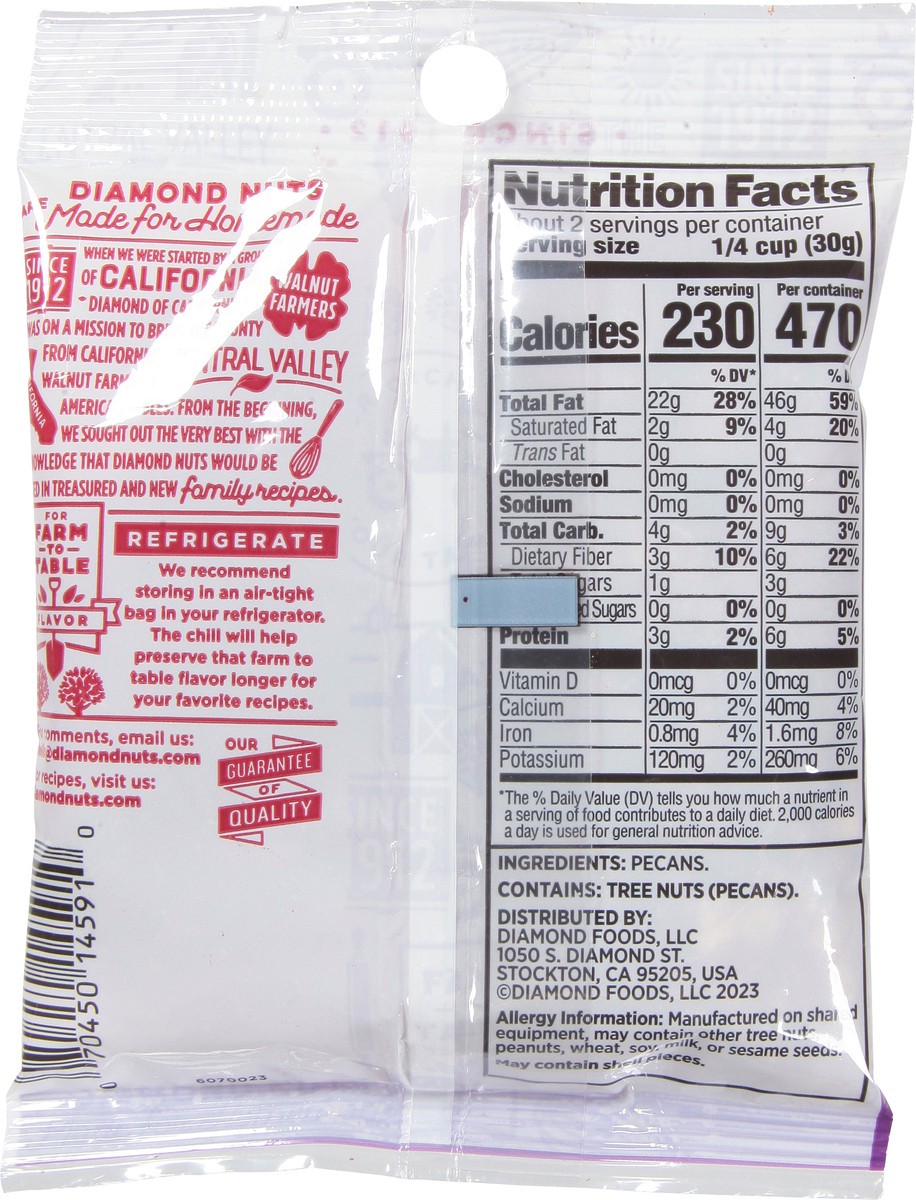 DIAMOND NUTS
Made for Homemade
SINCE
1912
WHEN WE WERE STARTED BY
OF CALIFORNI
WALNUT
FARMERS
DIAMOND OF
WAS ON A MISSION TO
FROM
VALLEY
WALNUT
FROM THE BEGINNING,
WE SOUGHT OUT THE VERY BEST WITH THE
OWLEDGE THAT DIAMOND NUTS WOULD BE
ED IN TREASURED AND NEW family recipes.
FOR
FARM
-TO-
TABLE
FLAVOR
REFRIGERATE
We recommend
storing in an air-tight
bag in your refrigerator.
The chill will help
preserve that farm to
table flavor longer for
your favorite recipes.
comments, email us:
@diamondnuts.com
recipes, visit us:
amondnuts.com
OUR
GUARANTEE
OF
QUALITY
0 70450 14591 0
6070023
Nutrition Facts
about 2 servings per container
serving size 1/4 cup (30g)
Per serving Per container
Calories 230 470
% DV* % D
Total Fat 22g 28% 46g 59%
Saturated Fat 2g 9% 4g 20%
Trans Fat 0g 0g
Cholesterol 0mg 0% 0mg 0%
Sodium 0mg 0% 0mg 0%
Total Carb. 4g 2% 9g 3%
Dietary Fiber 3g 10% 6g 22%
gars 1g 3g
ed Sugars 0g 0% 0g 0%
Protein 3g 2% 6g 5%
Vitamin D 0mcg 0% 0mcg 0%
Calcium 20mg 2% 40mg 4%
Iron 0.8mg 4% 1.6mg 8%
Potassium 120mg 2% 260mg 6%
*The % Daily Value (DV) tells you how much a nutrient in
a serving of food contributes to a daily diet. 2,000 calories
a day is used for general nutrition advice.
INGREDIENTS: PECANS.
CONTAINS: TREE NUTS (PECANS).
DISTRIBUTED BY:
DIAMOND FOODS, LLC
1050 S. DIAMOND ST.
STOCKTON, CA 95205, USA
©DIAMOND FOODS, LLC 2023
Allergy Information: Manufactured on shared
equipment, may contain other tree nuts,
peanuts, wheat, soy, milk, or sesame seeds.
May contain shell pieces.